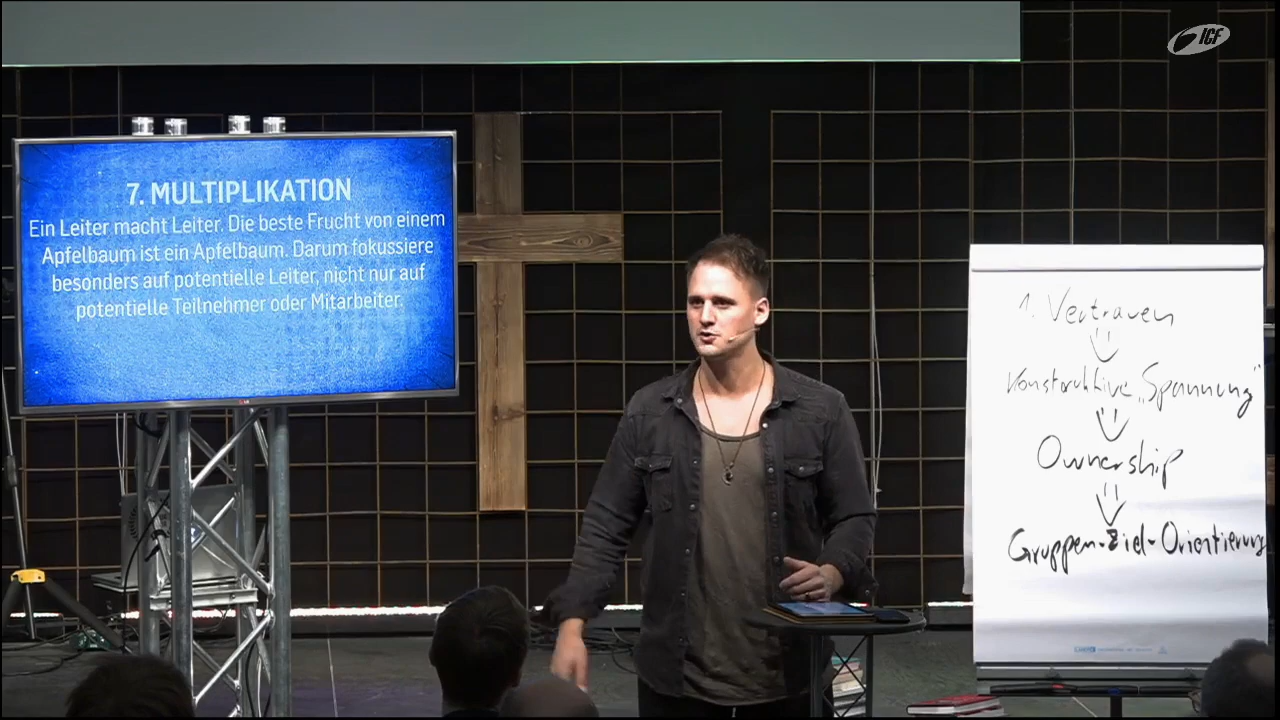 ICF
7. MULTIPLIKATION
Ein Leiter macht Leiter. Die beste Frucht von einem
Apfelbaum ist ein Apfelbaum. Darum fokussiere
besonders auf potentielle Leiter, nicht nur auf
potentielle Teilnehmer oder Mitarbeiter.
1. Vertrauen
Konstruktive „Spannung"
Ownership
Gruppen-Ziel-Orientierung